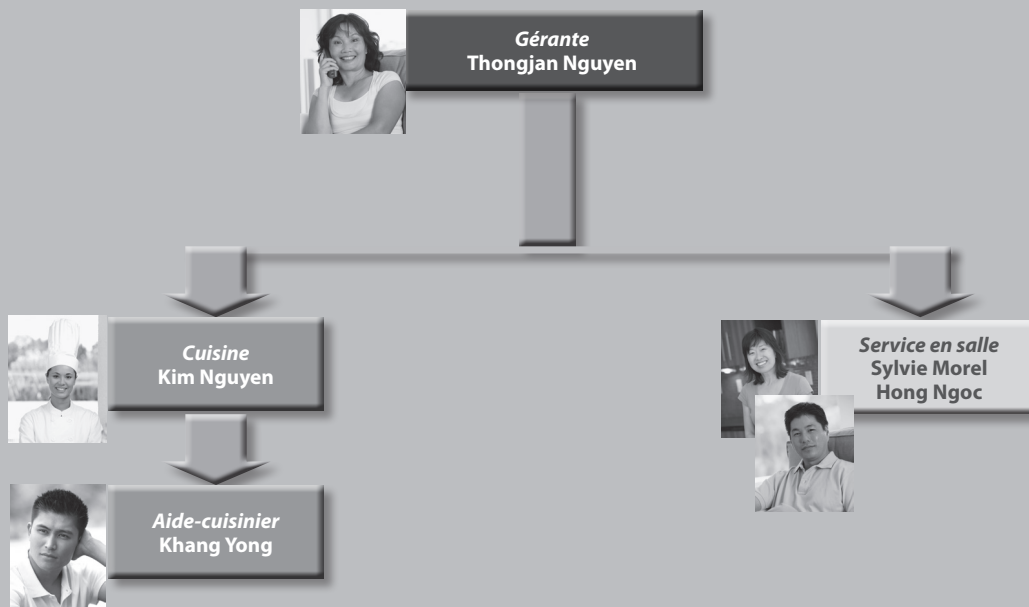 Gérante
Thongjan Nguyen
Cuisine
Kim Nguyen
Service en salle
Sylvie Morel
Hong Ngoc
Aide-cuisinier
Khang Yong